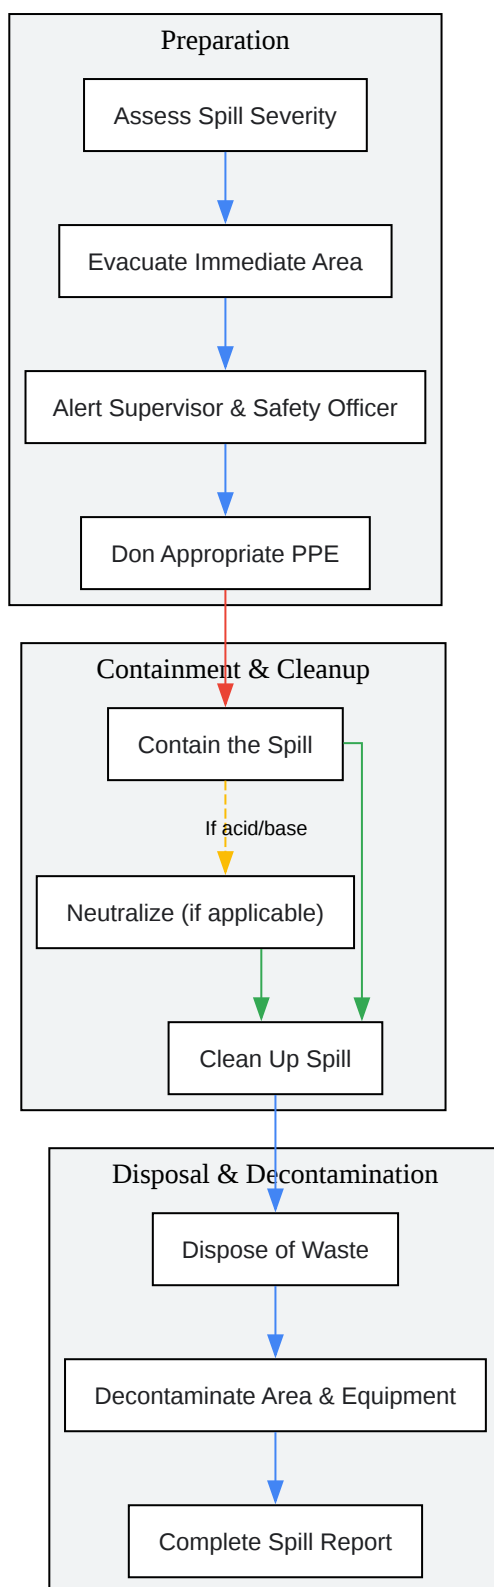 Preparation
Assess Spill Severity
Evacuate Immediate Area
Alert Supervisor & Safety Officer
Don Appropriate PPE
Containment & Cleanup
Contain the Spill
If acid/base
Neutralize (if applicable)
Clean Up Spill
Disposal & Decontamination
Dispose of Waste
Decontaminate Area & Equipment
Complete Spill Report